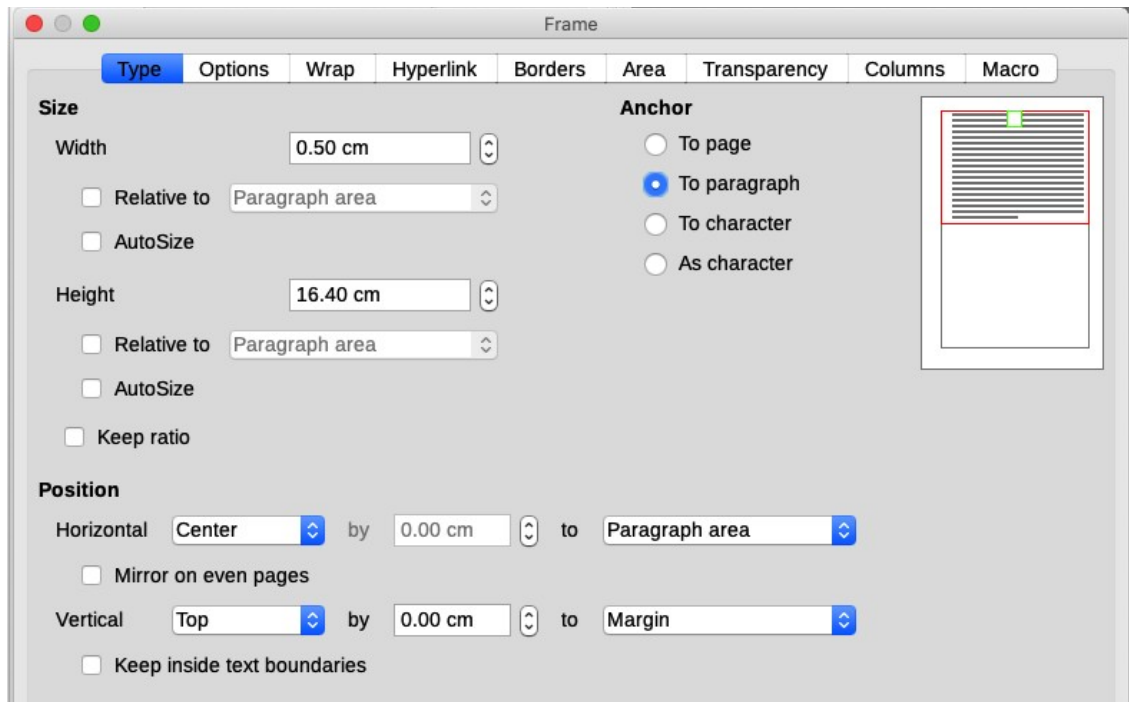 Frame
Type Options Wrap Hyperlink Borders Area Transparency Columns Macro
Size
Width 0.50 cm
Relative to Paragraph area
AutoSize
Height 16.40 cm
Relative to Paragraph area
AutoSize
Keep ratio
Anchor
To page
To paragraph
To character
As character
Position
Horizontal Center by 0.00 cm to Paragraph area
Mirror on even pages
Vertical Top by 0.00 cm to Margin
Keep inside text boundaries